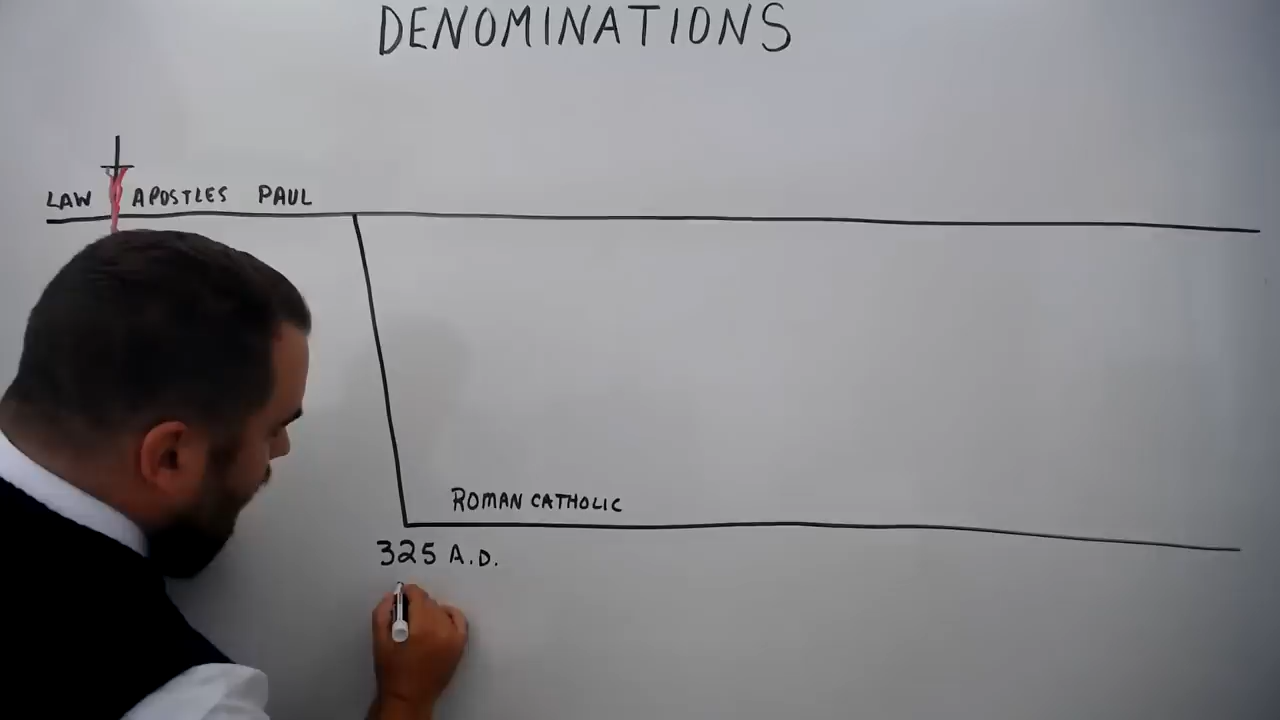 DENOMINATIONS
LAW APOSTLES PAUL
ROMAN CATHOLIC
325 A.D.